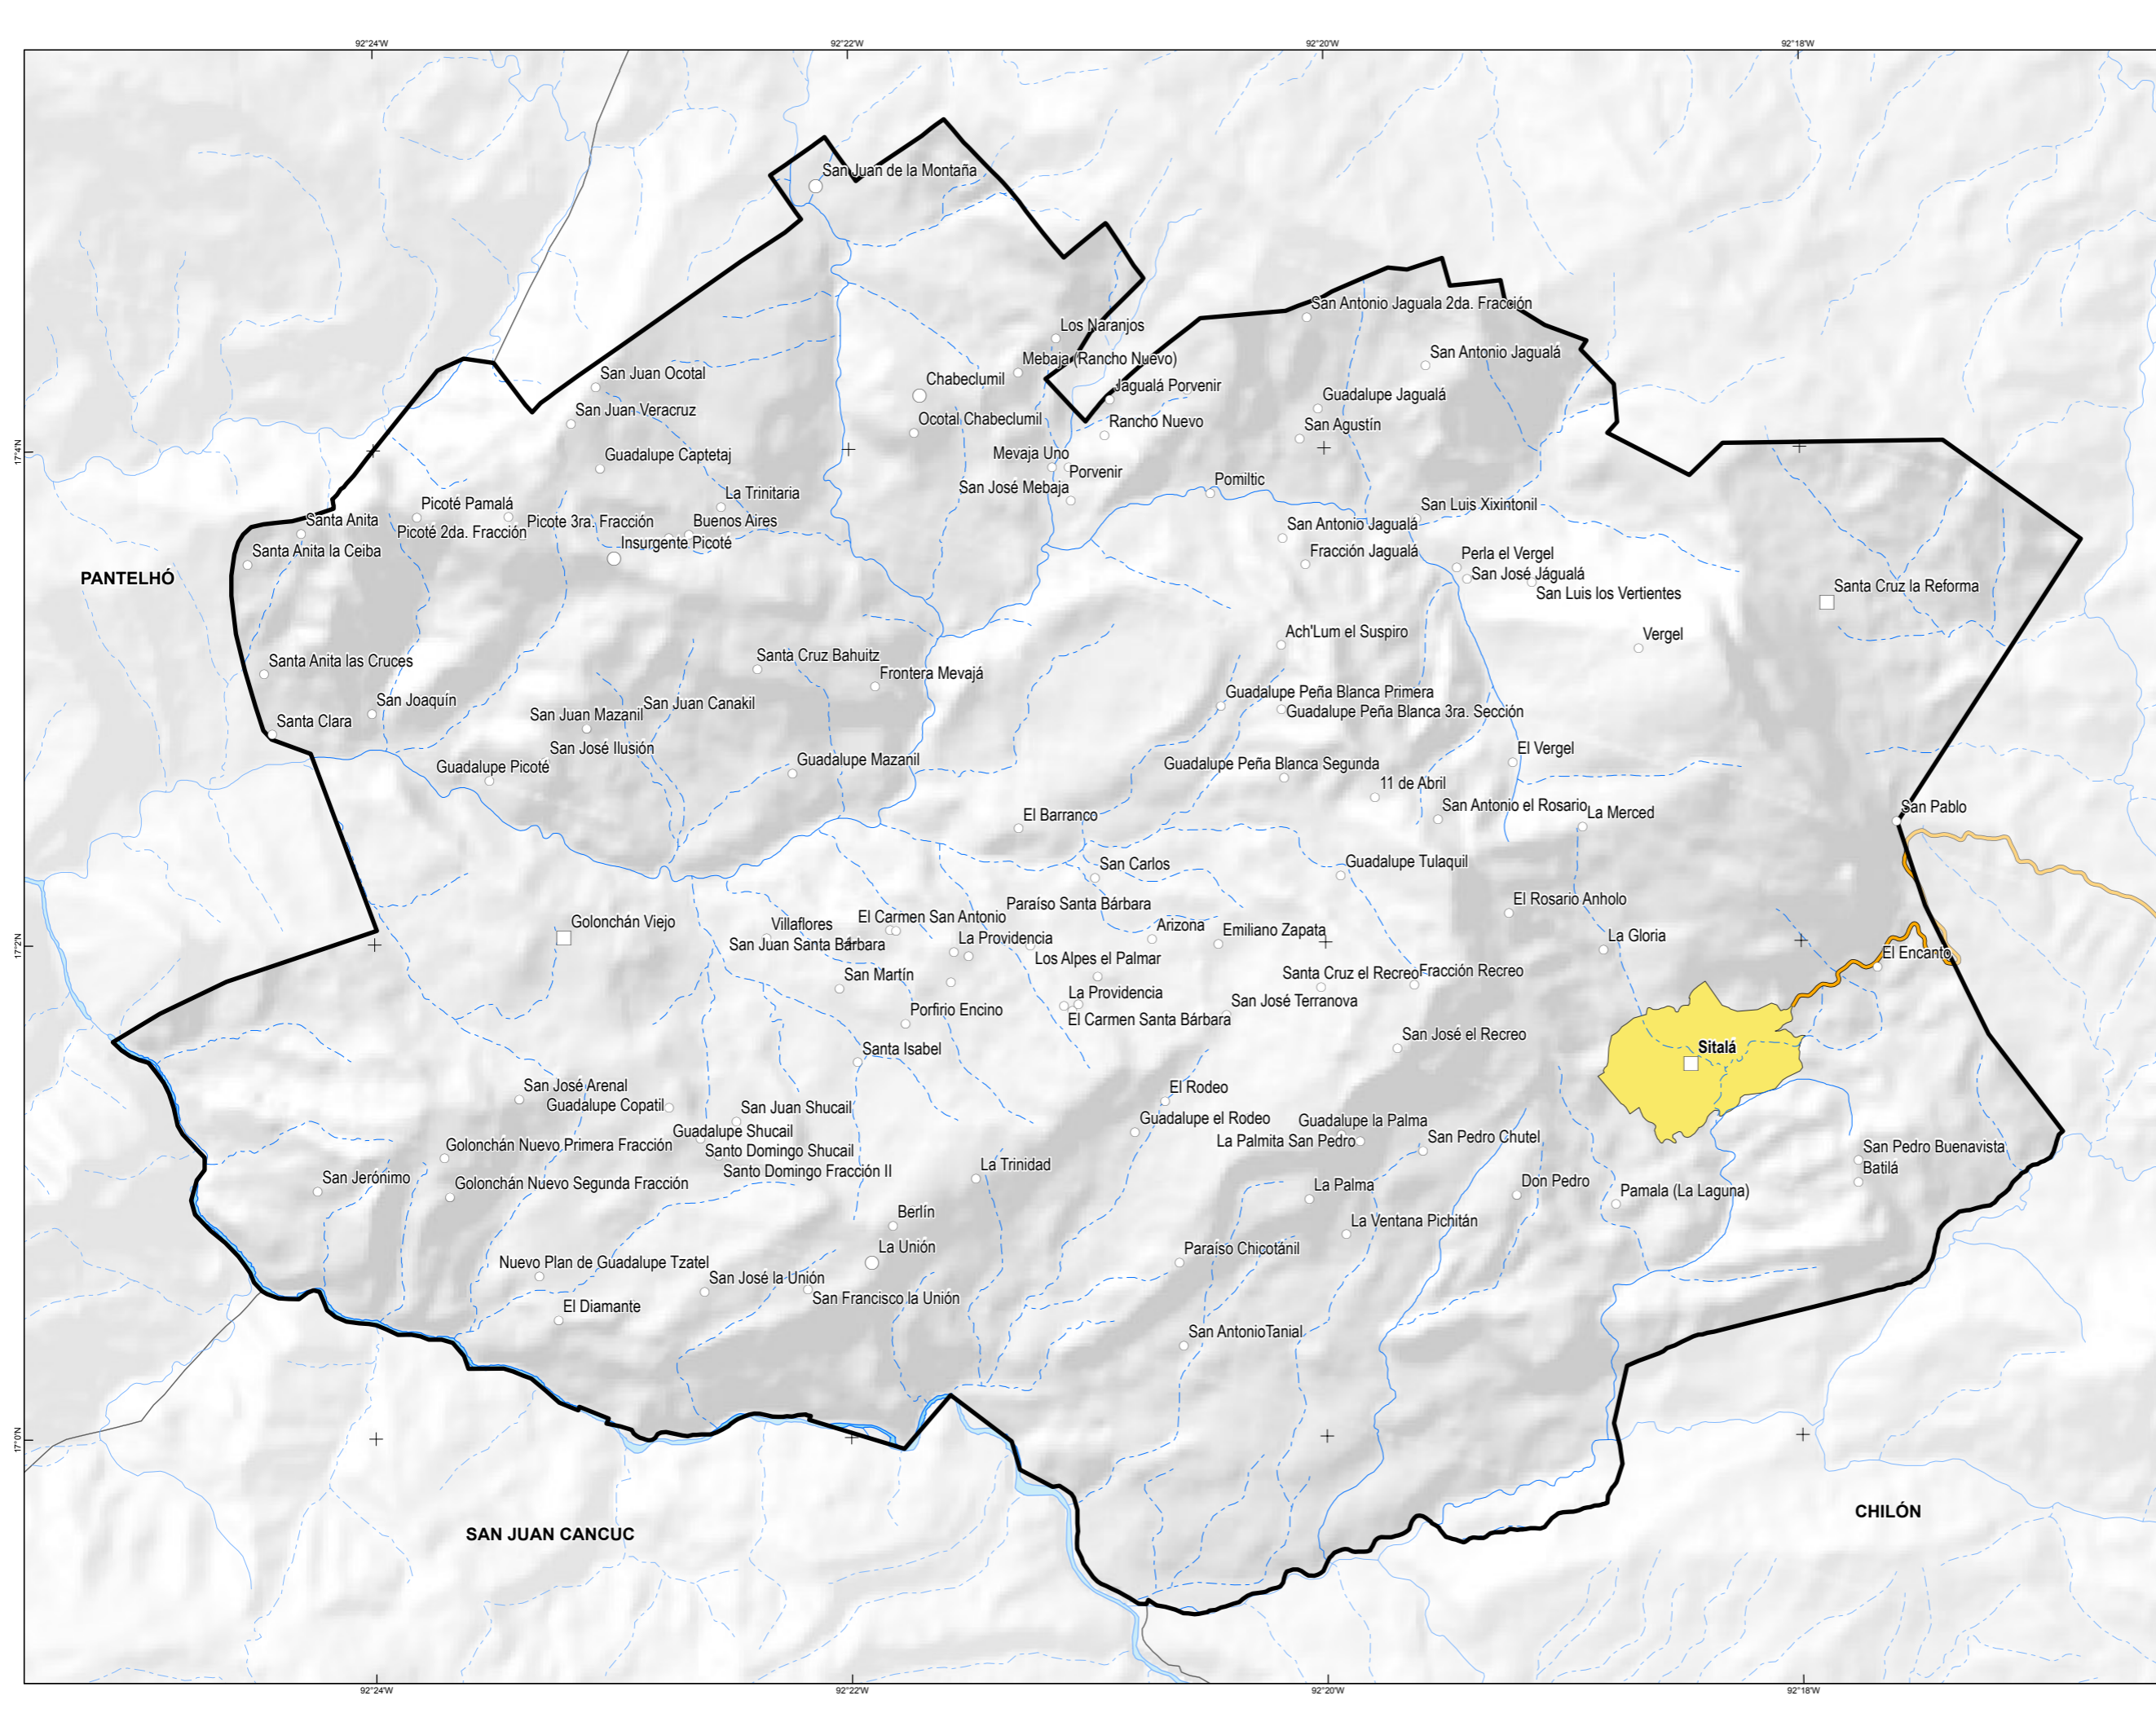 92°24'W
92°22'W
92°20'W
92°18'W
San Juan de la Montaña
San Antonio Jaguala 2da. Fracción
Los Naranjos
San Antonio Jagualá
Mebaja (Rancho Nuevo)
San Juan Ocotal
Chabeclumil
Jagualá Porvenir
Guadalupe Jagualá
San Juan Veracruz
Ocotal Chabeclumil
Rancho Nuevo
San Agustín
17°4'N
Guadalupe Captetaj
Mevaja Uno
Porvenir
Pomiltic
San José Mebaja
La Trinitaria
Picoté Pamalá
San Luis Xixintonil
Santa Anita
Picoté 2da. Fracción
Picote 3ra. Fracción
Buenos Aires
San Antonio Jagualá
Insurgente Picoté
Santa Anita la Ceiba
Fracción Jagualá
Perla el Vergel
San José Jágualá
PANTELHÓ
San Luis los Vertientes
Santa Cruz la Reforma
Ach'Lum el Suspiro
Vergel
Santa Anita las Cruces
Santa Cruz Bahuitz
Frontera Mevajá
San Joaquín
San Juan Canakil
Guadalupe Peña Blanca Primera
Santa Clara
San Juan Mazanil
Guadalupe Peña Blanca 3ra. Sección
San José Ilusión
El Vergel
Guadalupe Picoté
Guadalupe Mazanil
Guadalupe Peña Blanca Segunda
11 de Abril
San Antonio el Rosario
La Merced
San Pablo
El Barranco
San Carlos
Guadalupe Tulaquil
El Rosario Anholo
Paraíso Santa Bárbara
Golonchán Viejo
Villaflores
El Carmen San Antonio
Arizona
Emiliano Zapata
17°2'N
San Juan Santa Bárbara
La Providencia
La Gloria
Los Alpes el Palmar
El Encanto
San Martín
Santa Cruz el Recreo
Fracción Recreo
La Providencia
San José Terranova
Porfirio Encino
El Carmen Santa Bárbara
San José el Recreo
Santa Isabel
Sitalá
San José Arenal
El Rodeo
Guadalupe Copatil
San Juan Shucail
Guadalupe el Rodeo
Guadalupe la Palma
Guadalupe Shucail
La Palmita San Pedro
San Pedro Chutel
Golonchán Nuevo Primera Fracción
Santo Domingo Shucail
San Pedro Buenavista
Batilá
La Trinidad
Santo Domingo Fracción II
San Jerónimo
Golonchán Nuevo Segunda Fracción
La Palma
Don Pedro
Pamala (La Laguna)
Berlín
La Ventana Pichitán
La Unión
Paraíso Chicotánil
Nuevo Plan de Guadalupe Tzatel
San José la Unión
San Francisco la Unión
El Diamante
San AntonioTanial
17°0'N
CHILÓN
SAN JUAN CANCUC
92°24'W
92°22'W
92°20'W
92°18'W